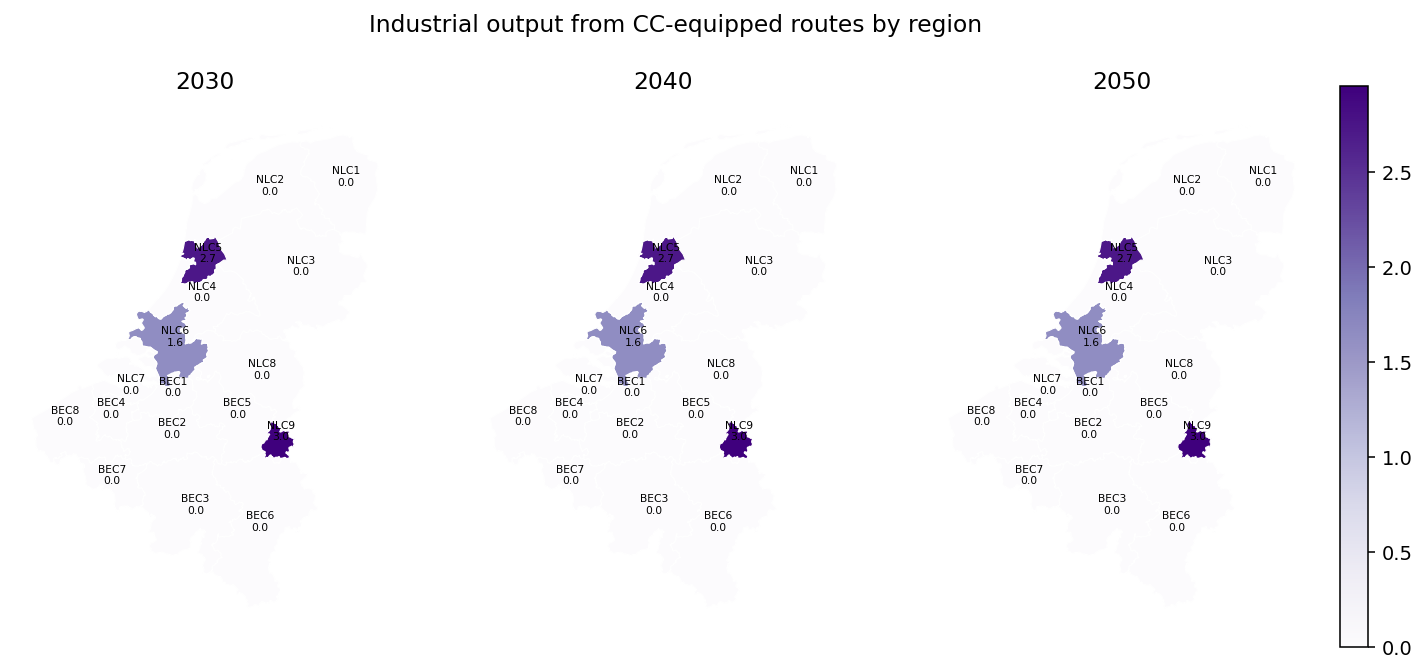 Industrial output from CC-equipped routes by region
2030
NLC1
0.0
NLC2
0.0
NLC5
2.7
NLC3
0.0
NLC4
0.0
NLC6
1.6
NLC8
0.0
NLC7
0.0
BEC1
0.0
BEC4
0.0
BEC5
0.0
BEC8
0.0
BEC2
0.0
NLC9
3.0
BEC7
0.0
BEC3
0.0
BEC6
0.0
2040
NLC1
0.0
NLC2
0.0
NLC5
2.7
NLC3
0.0
NLC4
0.0
NLC6
1.6
NLC8
0.0
NLC7
0.0
BEC1
0.0
BEC4
0.0
BEC5
0.0
BEC8
0.0
BEC2
0.0
NLC9
3.0
BEC7
0.0
BEC3
0.0
BEC6
0.0
2050
NLC1
0.0
NLC2
0.0
NLC5
2.7
NLC3
0.0
NLC4
0.0
NLC6
1.6
NLC8
0.0
NLC7
0.0
BEC1
0.0
BEC4
0.0
BEC5
0.0
BEC8
0.0
BEC2
0.0
NLC9
3.0
BEC7
0.0
BEC3
0.0
BEC6
0.0
2.5
2.0
1.5
1.0
0.5
0.0